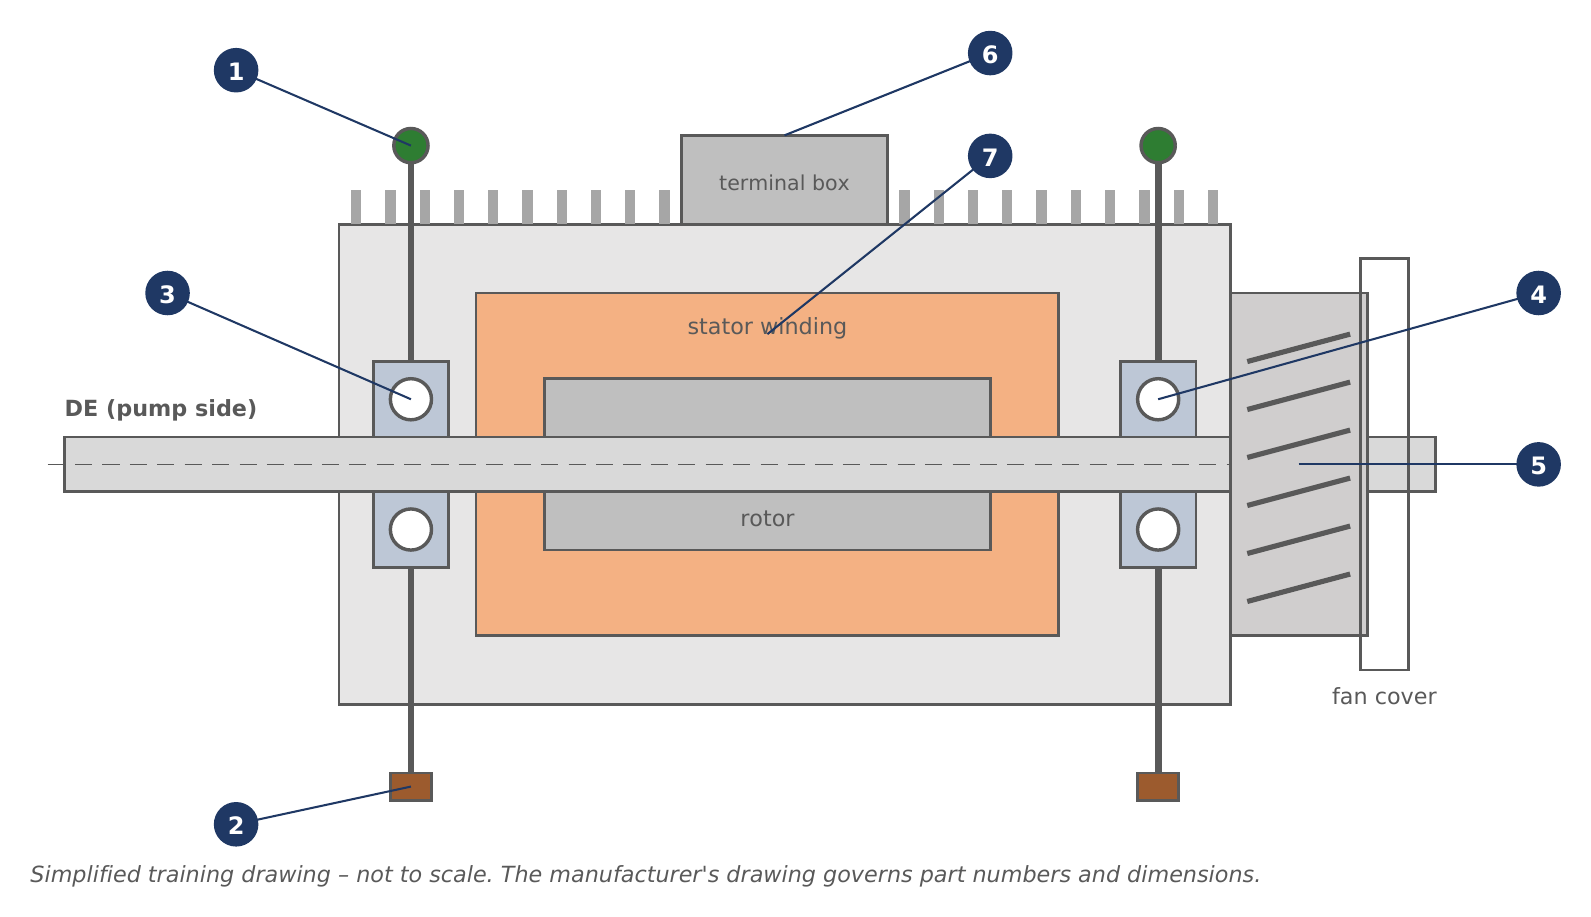 6
1
7
terminal box
3
4
stator winding
DE (pump side)
5
rotor
fan cover
2
Simplified training drawing – not to scale. The manufacturer's drawing governs part numbers and dimensions.